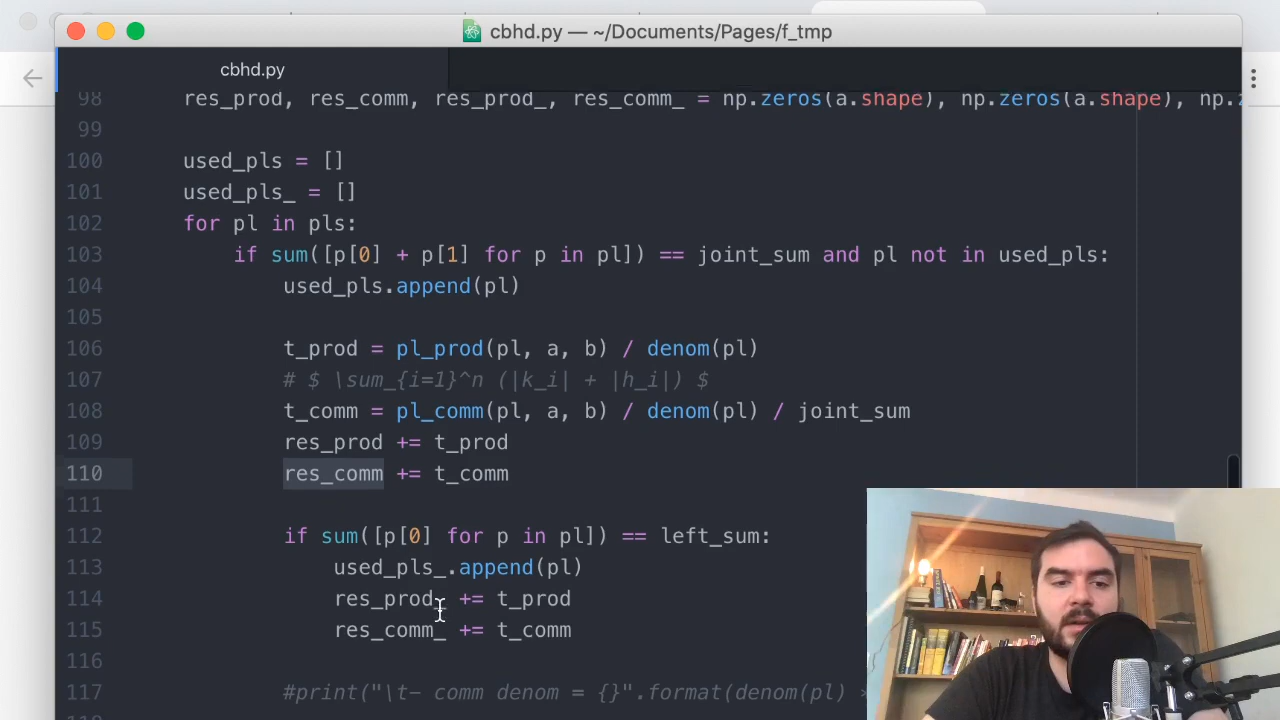 cbhd.py — ~/Documents/Pages/f_tmp
cbhd.py
98 res_prod, res_comm, res_prod_, res_comm_ = np.zeros(a.shape), np.zeros(a.shape), np.
99
100 used_pls = []
101 used_pls_ = []
102 for pl in pls:
103 if sum([p[0] + p[1] for p in pl]) == joint_sum and pl not in used_pls:
104 used_pls.append(pl)
105
106 t_prod = pl_prod(pl, a, b) / denom(pl)
107 # $ \sum_{i=1}^n (|k_i| + |h_i|) $
108 t_comm = pl_comm(pl, a, b) / denom(pl) / joint_sum
109 res_prod += t_prod
110 res_comm += t_comm
111
112 if sum([p[0] for p in pl]) == left_sum:
113 used_pls_.append(pl)
114 res_prod_ += t_prod
115 res_comm_ += t_comm
116
117 #print("\t- comm denom = {}".format(denom(pl)